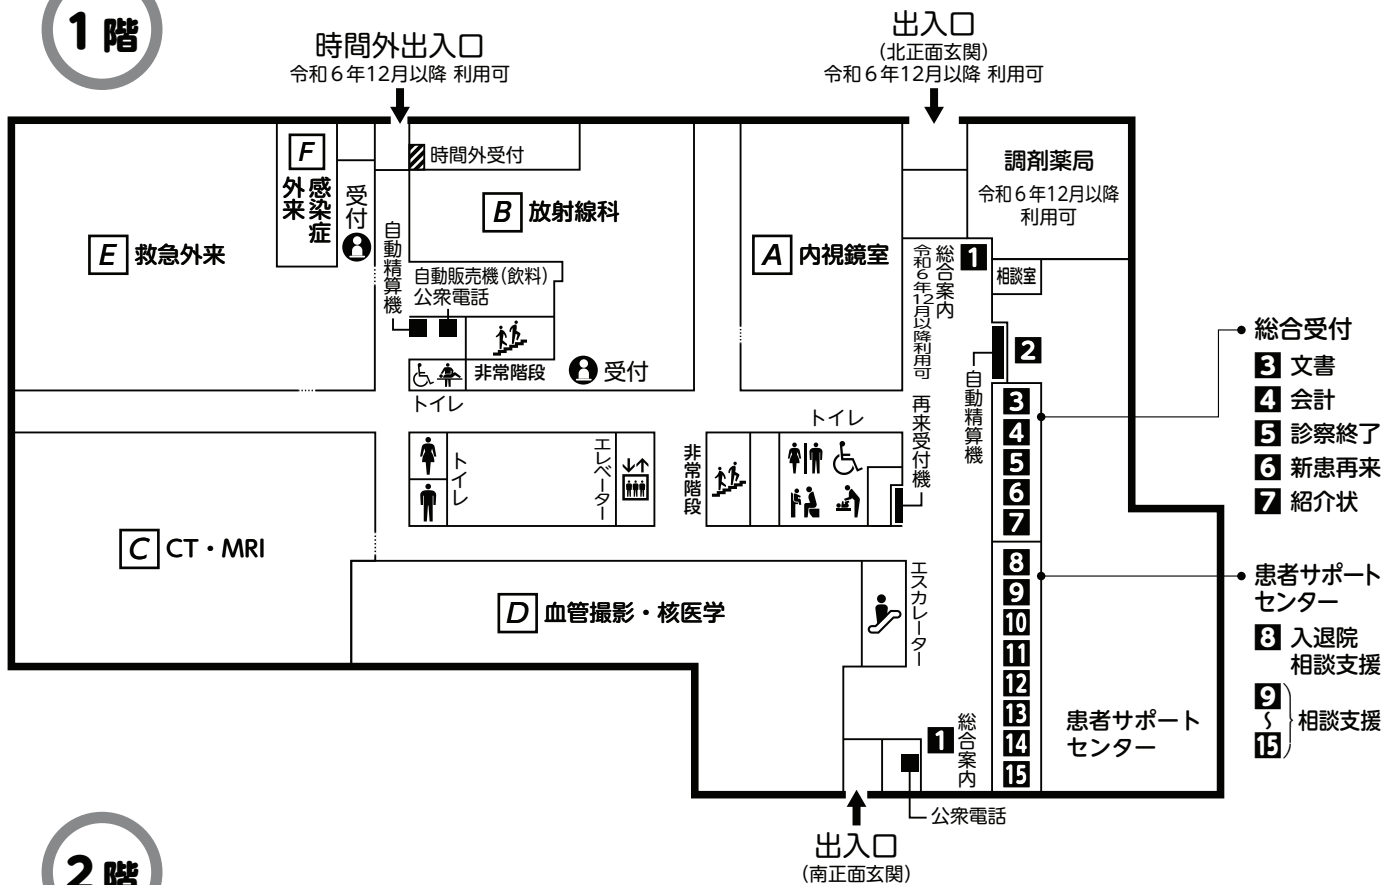 1 階
時間外出入口
令和6年12月以降 利用可
出入口
(北正面玄関)
令和6年12月以降 利用可
F
感染症
外来
受付
時間外受付
B 放射線科
E 救急外来
自動精算機
自動販売機(飲料)
公衆電話
非常階段
受付
トイレ
A 内視鏡室
調剤薬局
令和6年12月以降
利用可
総合案内
令和6年12月以降利用可
1
相談室
2
自動精算機
再来受付機
トイレ
3
4
5
6
7
総合受付
3 文書
4 会計
5 診察終了
6 新患再来
7 紹介状
トイレ
エレベーター
非常階段
C CT・MRI
D 血管撮影・核医学
エスカレーター
8
9
10
11
12
13
14
15
患者サポート
センター
8 入退院
相談支援
9
〜
15
相談支援
患者サポート
センター
1
総合案内
公衆電話
出入口
(南正面玄関)
2 階